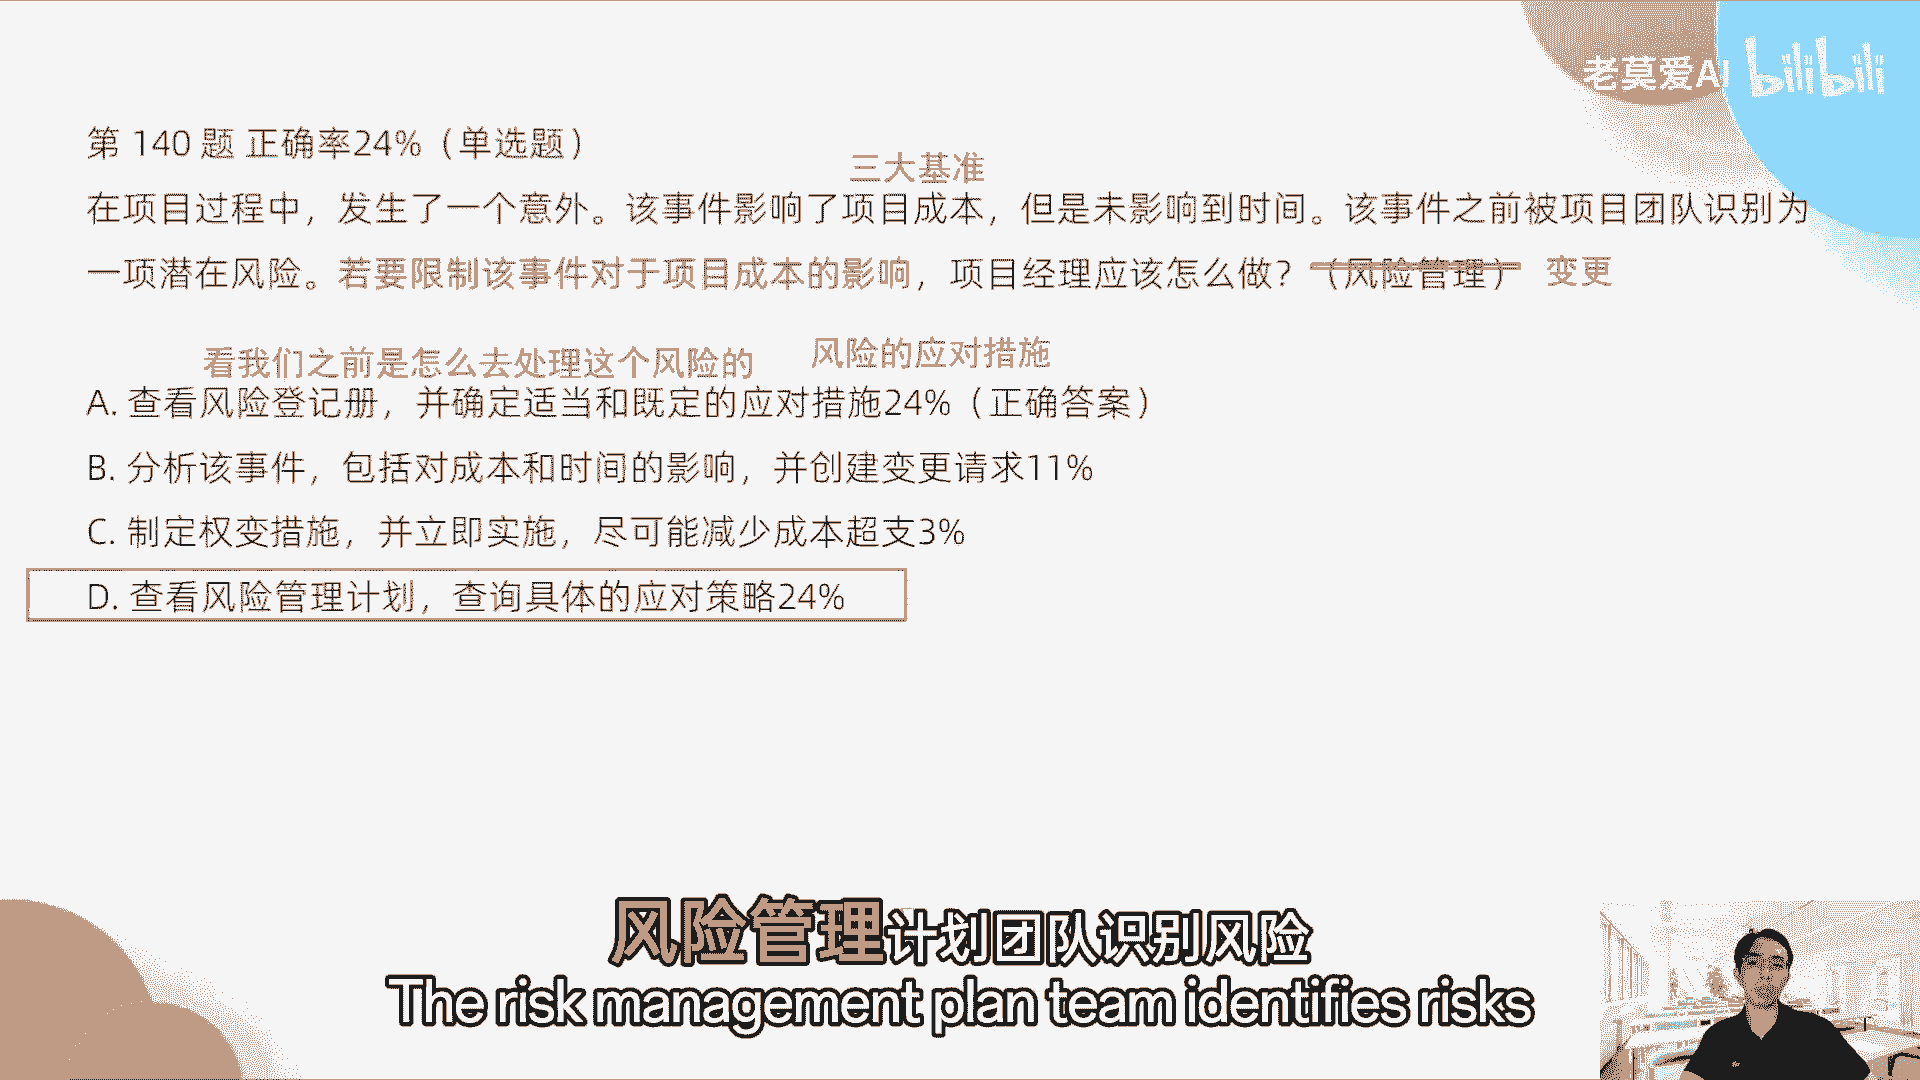 老莫爱AI bilibili
第 140 题 正确率24%（单选题）
三大基准
在项目过程中，发生了一个意外。该事件影响了项目成本，但是未影响到时间。该事件之前被项目团队识别为
一项潜在风险。若要限制该事件对于项目成本的影响，项目经理应该怎么做？（风险管理） 变更
看我们之前是怎么去处理这个风险的 风险的应对措施
A. 查看风险登记册，并确定适当和既定的应对措施24%（正确答案）
B. 分析该事件，包括对成本和时间的影响，并创建变更请求11%
C. 制定权变措施，并立即实施，尽可能减少成本超支3%
D. 查看风险管理计划，查询具体的应对策略24%
风险管理计划团队识别风险
The risk management plan team identifies risks